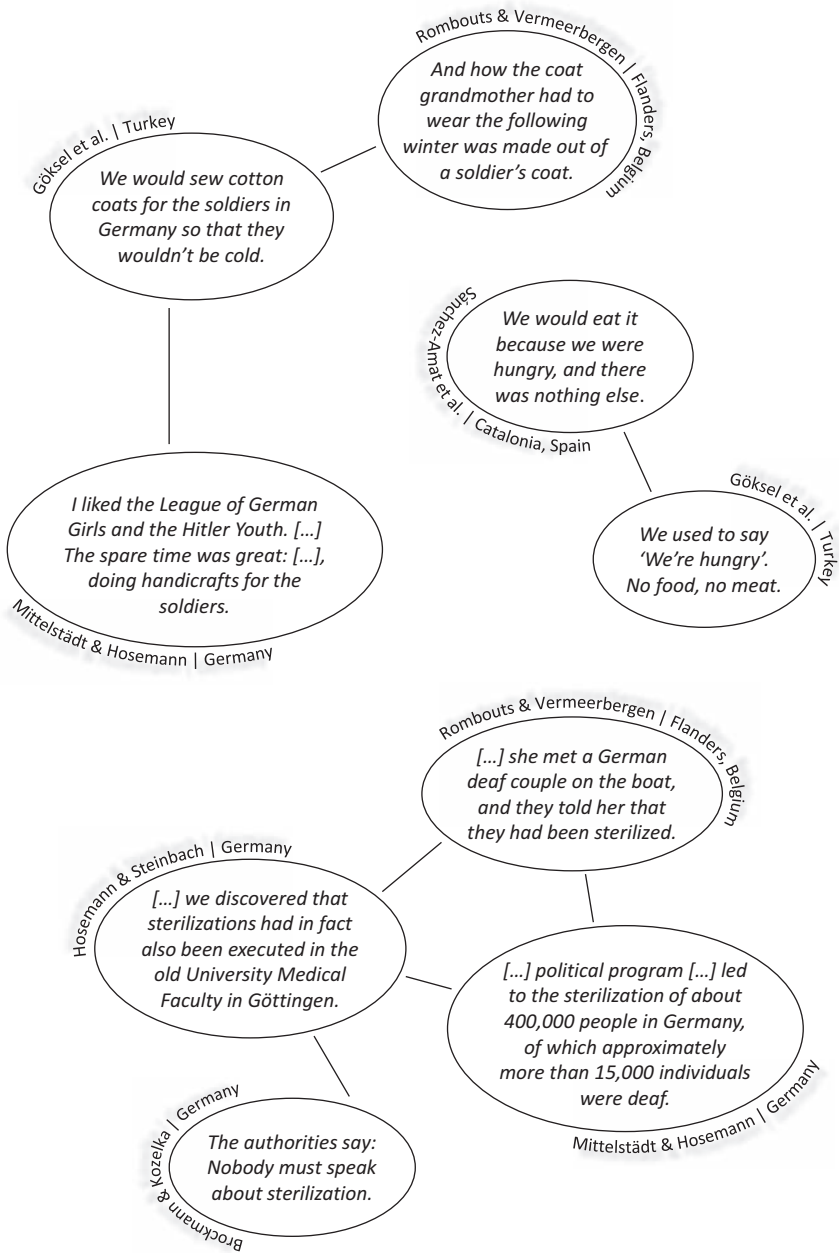 Rombouts & Vermeerbergen | Flanders, Belgium
And how the coat
grandmother had to
wear the following
winter was made out of
a soldier’s coat.
Göksel et al. | Turkey
We would sew cotton
coats for the soldiers in
Germany so that they
wouldn’t be cold.
Sánchez-Amat et al. | Catalonia, Spain
We would eat it
because we were
hungry, and there
was nothing else.
I liked the League of German
Girls and the Hitler Youth. […]
The spare time was great: […],
doing handicrafts for the
soldiers.
Mittelstädt & Hosemann | Germany
Göksel et al. | Turkey
We used to say
‘We’re hungry’.
No food, no meat.
Rombouts & Vermeerbergen | Flanders, Belgium
[…] she met a German
deaf couple on the boat,
and they told her that
they had been sterilized.
Hosemann & Steinbach | Germany
[…] we discovered that
sterilizations had in fact
also been executed in the
old University Medical
Faculty in Göttingen.
[…] political program […] led
to the sterilization of about
400,000 people in Germany,
of which approximately
more than 15,000 individuals
were deaf.
Mittelstädt & Hosemann | Germany
Brockmann & Kozelka | Germany
The authorities say:
Nobody must speak
about sterilization.